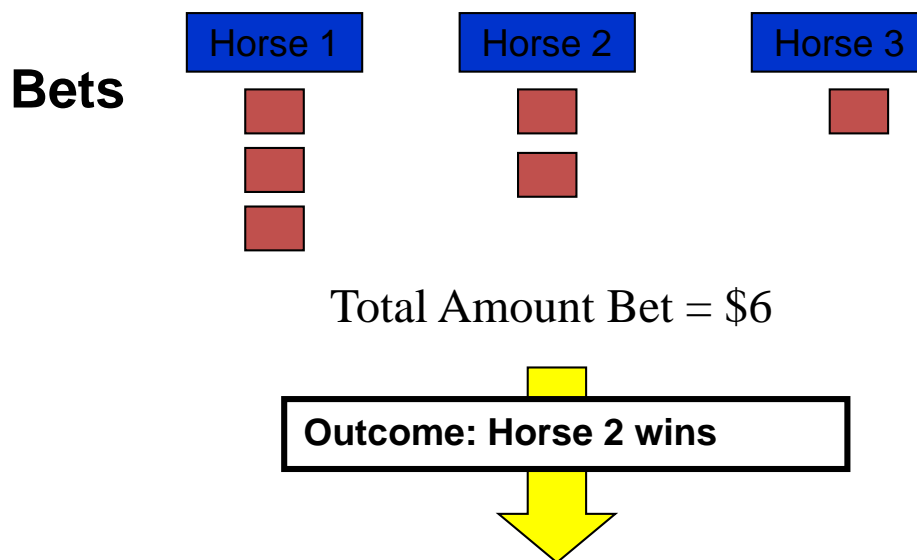 Horse 1 Horse 2 Horse 3
Bets
Total Amount Bet = $6
Outcome: Horse 2 wins